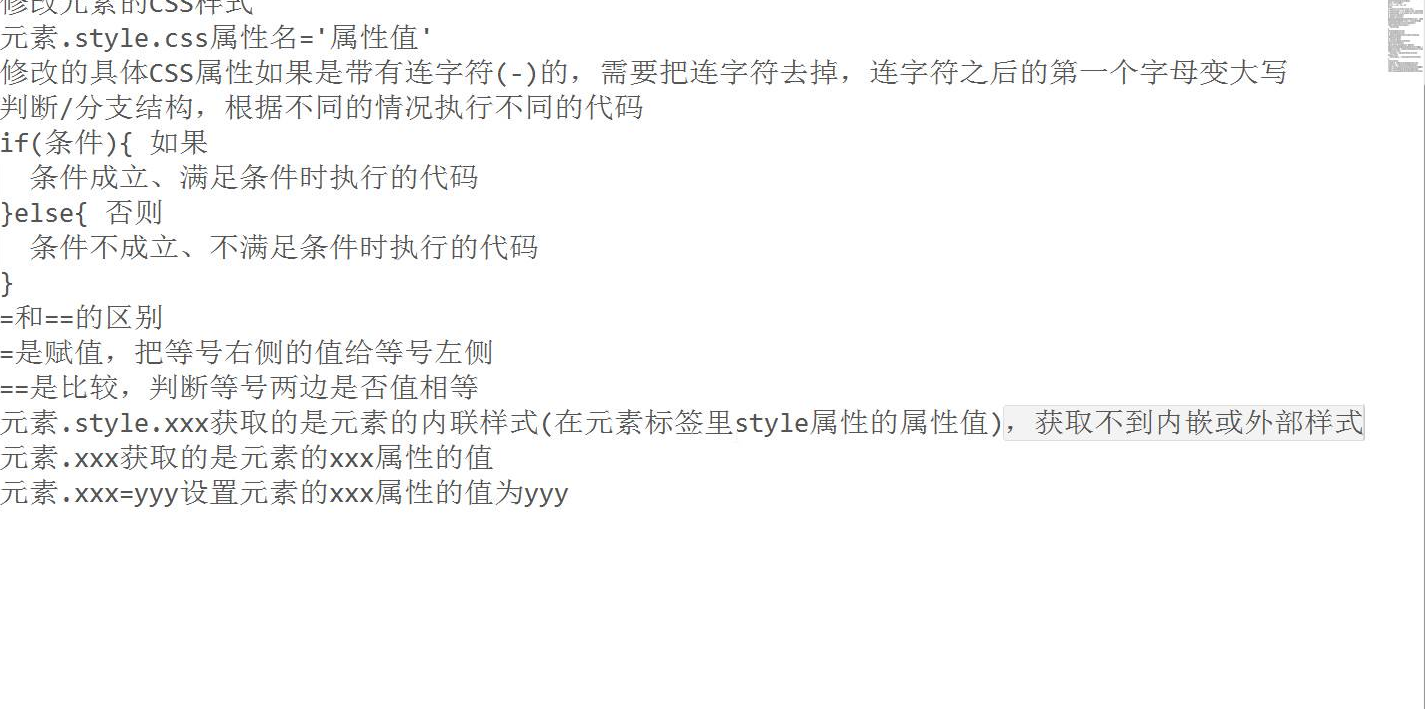 修改元素的CSS样式
元素.style.css属性名='属性值'
修改的具体CSS属性如果是带有连字符(-)的，需要把连字符去掉，连字符之后的第一个字母变大写
判断/分支结构，根据不同的情况执行不同的代码
if(条件){ 如果
  条件成立、满足条件时执行的代码
}else{ 否则
  条件不成立、不满足条件时执行的代码
}
=和==的区别
=是赋值，把等号右侧的值给等号左侧
==是比较，判断等号两边是否值相等
元素.style.xxx获取的是元素的内联样式(在元素标签里style属性的属性值)，获取不到内嵌或外部样式
元素.xxx获取的是元素的xxx属性的值
元素.xxx=yyy设置元素的xxx属性的值为yyy